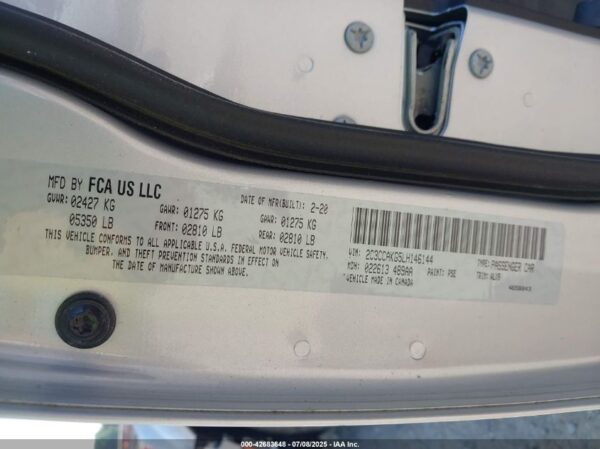 MFD BY FCA US LLC
DATE OF MFR(BUILT): 2-20
GVWR: 02427 KG
GAWR: 01275 KG
GAWR: 01275 KG
05350 LB
FRONT: 02810 LB
REAR: 02810 LB
THIS VEHICLE CONFORMS TO ALL APPLICABLE U.S.A. FEDERAL MOTOR VEHICLE SAFETY,
BUMPER, AND THEFT PREVENTION STANDARDS IN EFFECT ON
THE DATE OF MANUFACTURE SHOWN ABOVE.
VIN: 2C3CCAKG5LH146144
TYPE: PASSENGER CAR
MDH: 022613 489AA
PAINT: PSE
TRIM: ALX9
VEHICLE MADE IN CANADA
000-42683648 - 07/08/2025 - IAA Inc.